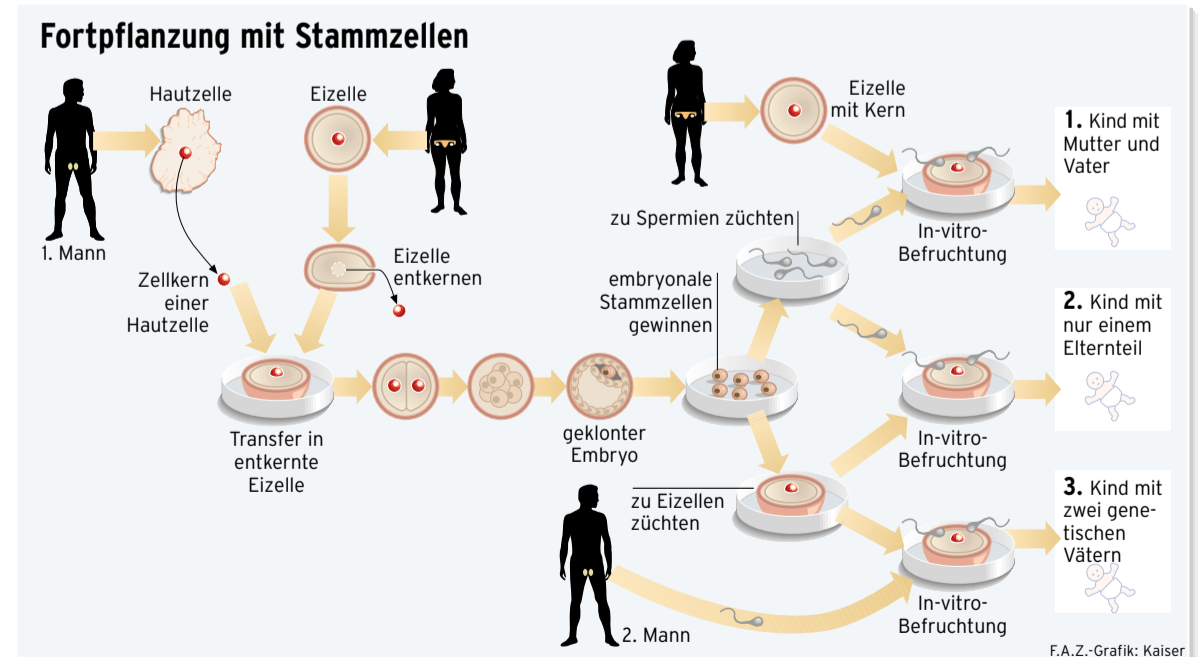 Fortpflanzung mit Stammzellen
Hautzelle
Eizelle
1. Mann
Zellkern
einer
Hautzelle
Eizelle
entkernen
Transfer in
entkernte
Eizelle
geklonter
Embryo
embryonale
Stammzellen
gewinnen
zu Spermien züchten
zu Eizellen
züchten
2. Mann
Eizelle
mit Kern
In-vitro-
Befruchtung
1. Kind mit
Mutter und
Vater
In-vitro-
Befruchtung
2. Kind mit
nur einem
Elternteil
In-vitro-
Befruchtung
3. Kind mit
zwei gene-
tischen
Vätern
F.A.Z.-Grafik: Kaiser